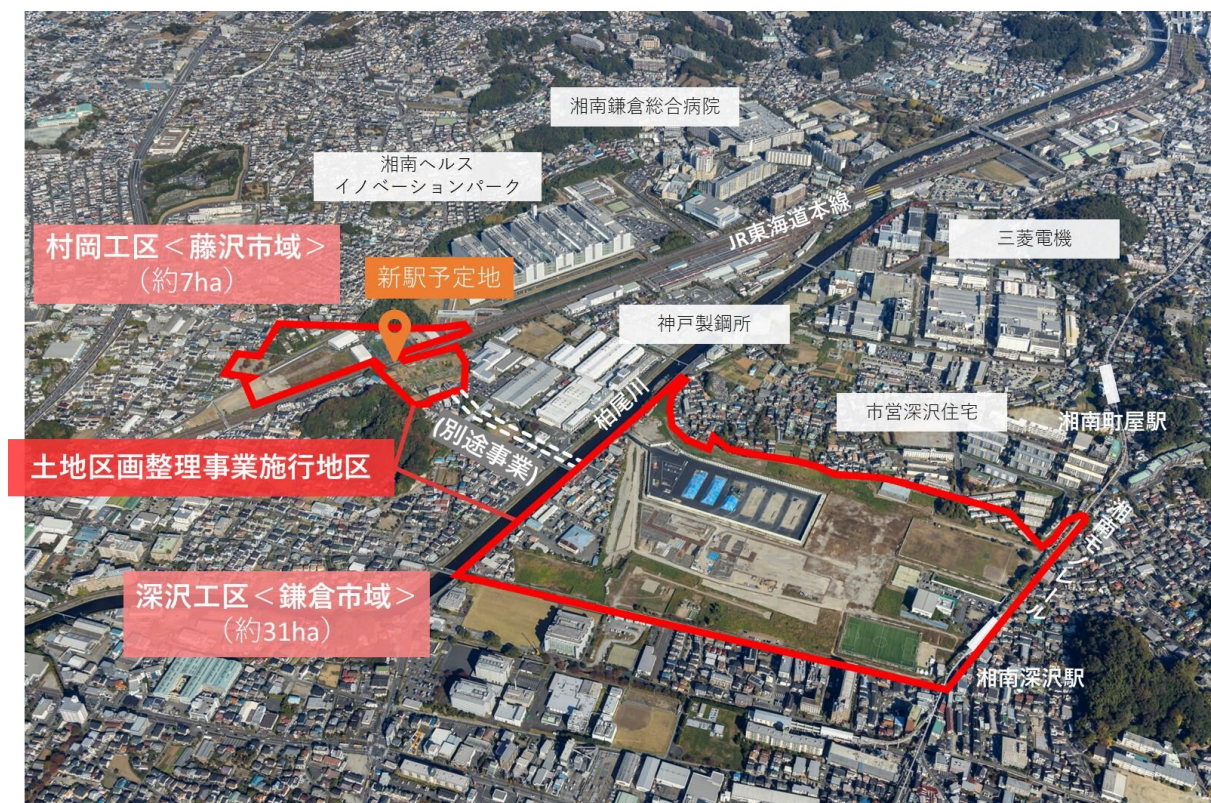 湘南鎌倉総合病院
湘南ヘルス
イノベーションパーク
JR東海道本線
三菱電機
村岡工区＜藤沢市域＞
（約7ha）
新駅予定地
神戸製鋼所
柏尾川
市営深沢住宅
湘南町屋駅
(別途事業)
土地区画整理事業施行地区
湘南モノレール
深沢工区＜鎌倉市域＞
（約31ha）
湘南深沢駅